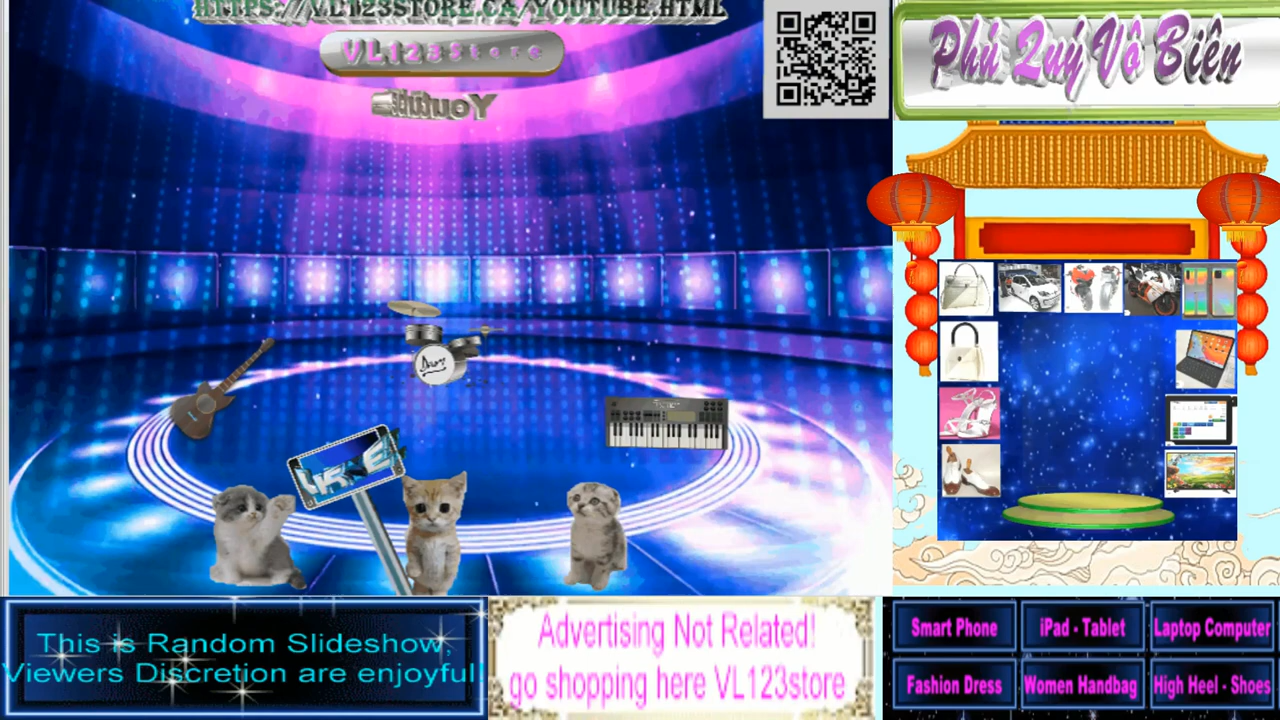 HTTPS://VL123STORE.CA/YOUTUBE.HTML
VL123Store
Phú Quý Vô Biên
This is Random Slideshow,
Viewers Discretion are enjoyful!
Advertising Not Related!
go shopping here VL123store
Smart Phone
iPad - Tablet
Laptop Computer
Fashion Dress
Women Handbag
High Heel - Shoes